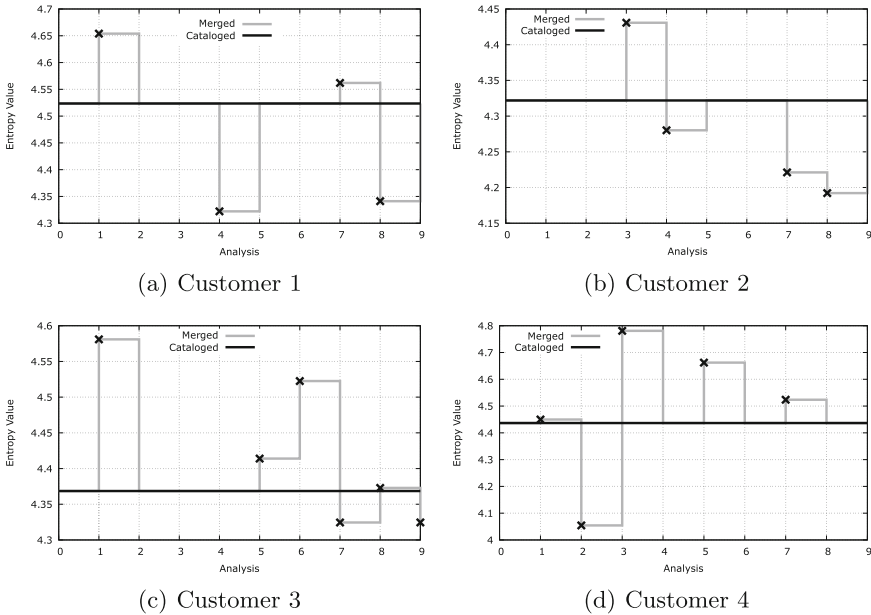 4.7
4.65
4.6
4.55
4.5
4.45
4.4
4.35
4.3
Entropy Value
Merged
Cataloged
0 1 2 3 4 5 6 7 8 9
Analysis
(a) Customer 1
4.45
4.4
4.35
4.3
4.25
4.2
4.15
Entropy Value
Merged
Cataloged
0 1 2 3 4 5 6 7 8 9
Analysis
(b) Customer 2
4.6
4.55
4.5
4.45
4.4
4.35
4.3
Entropy Value
Merged
Cataloged
0 1 2 3 4 5 6 7 8 9
Analysis
(c) Customer 3
4.8
4.7
4.6
4.5
4.4
4.3
4.2
4.1
4
Entropy Value
Merged
Cataloged
0 1 2 3 4 5 6 7 8 9
Analysis
(d) Customer 4